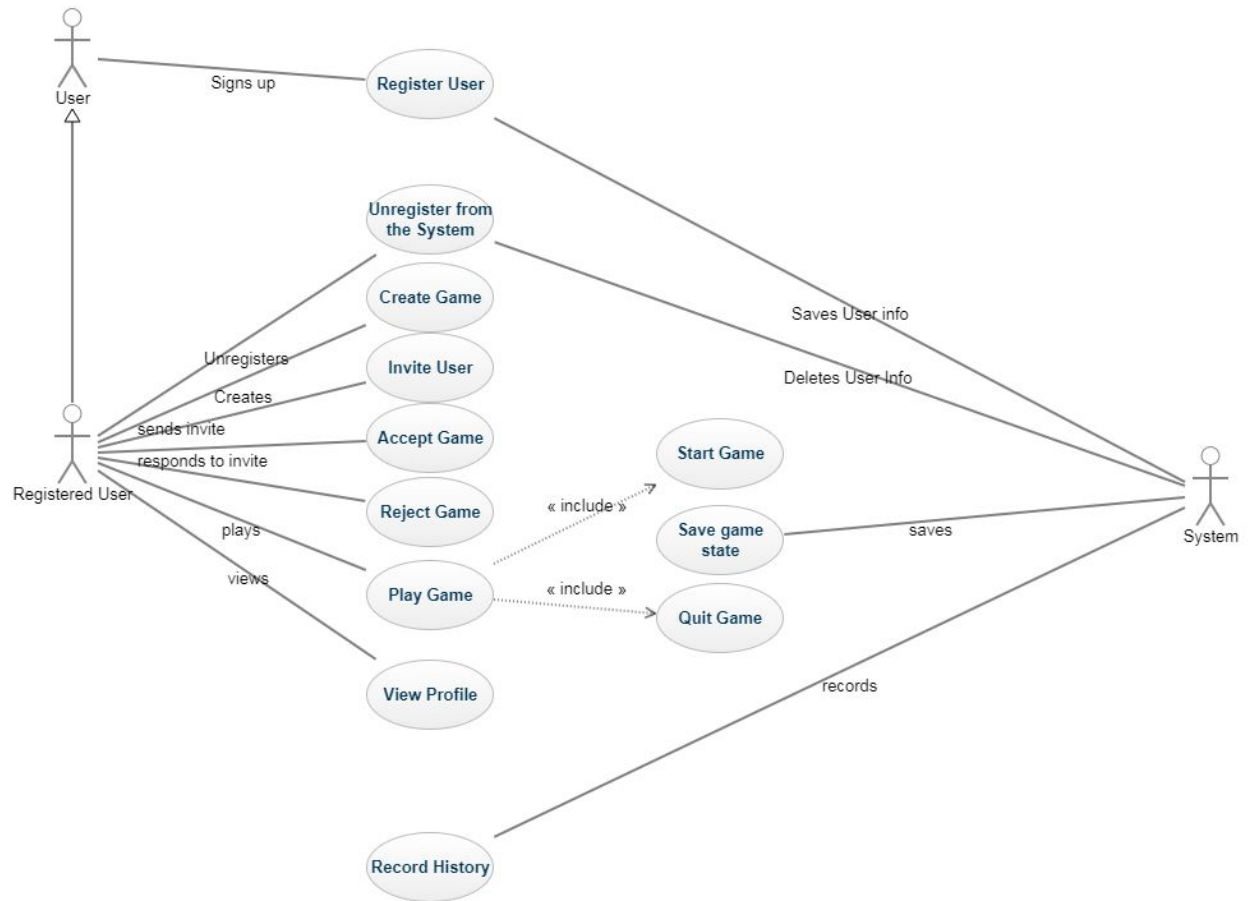 User
Signs up
Register User
Unregister from
the System
Create Game
Saves User info
Unregisters
Invite User
Deletes User Info
Creates
sends invite
Accept Game
Start Game
responds to invite
Registered User
Reject Game
« include »
plays
Save game
state
saves
System
views
Play Game
« include »
Quit Game
View Profile
records
Record History